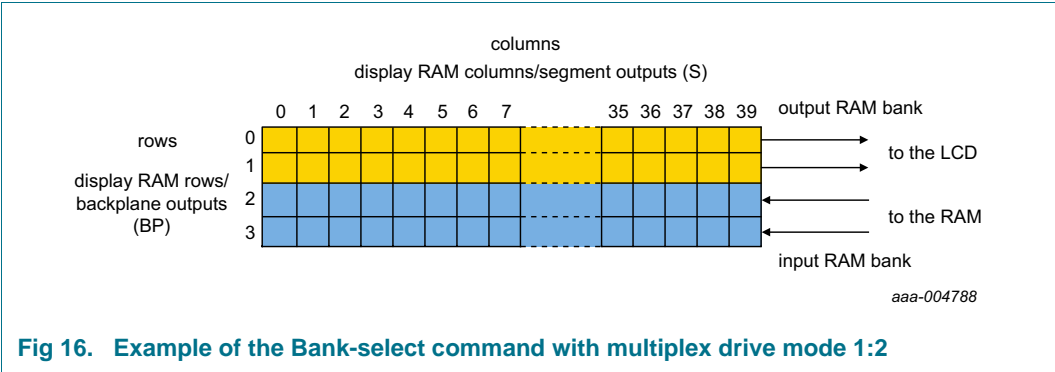 columns
display RAM columns/segment outputs (S)
0 1 2 3 4 5 6 7 35 36 37 38 39 output RAM bank
rows 0
to the LCD
1
display RAM rows/
backplane outputs
(BP)
2
to the RAM
3
input RAM bank
aaa-004788
Fig 16. Example of the Bank-select command with multiplex drive mode 1:2